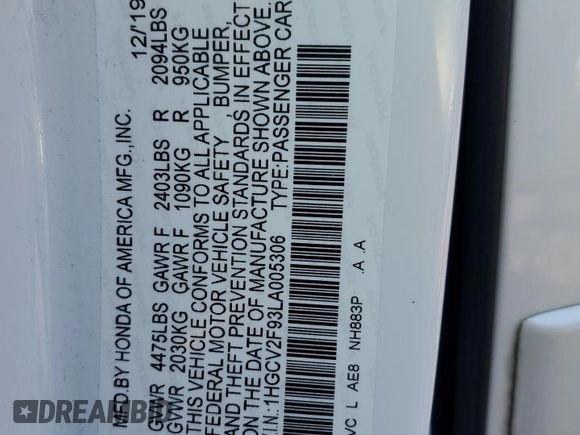 MFD.BY HONDA OF AMERICA MFG.,INC. 12/19
GVWR 4475LBS GAWR F 2403LBS R 2094LBS
GVWR 2030KG GAWR F 1090KG R 950KG
THIS VEHICLE CONFORMS TO ALL APPLICABLE
FEDERAL MOTOR VEHICLE SAFETY , BUMPER,
AND THEFT PREVENTION STANDARDS IN EFFECT
ON THE DATE OF MANUFACTURE SHOWN ABOVE.
V.I.N.:1HGCV2F93LA005306 TYPE:PASSENGER CAR
VC L AE8 NH883P .A .A
DREAMBID